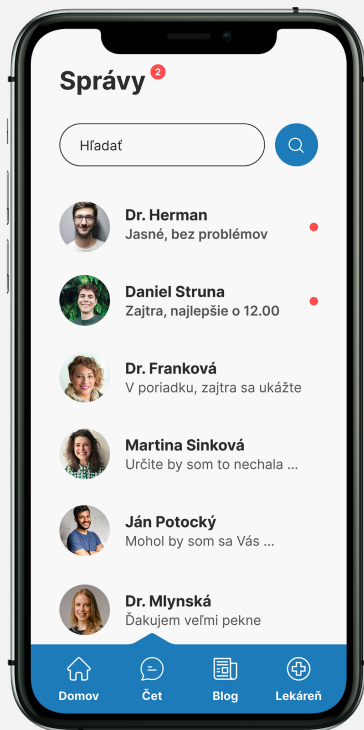 Správy 2
Hľadať
Dr. Herman
Jasné, bez problémov
Daniel Struna
Zajtra, najlepšie o 12.00
Dr. Franková
V poriadku, zajtra sa ukážte
Martina Sinková
Určite by som to nechala ...
Ján Potocký
Mohol by som sa Vás ...
Dr. Mlynská
Ďakujem veľmi pekne
Domov Čet Blog Lekáreň